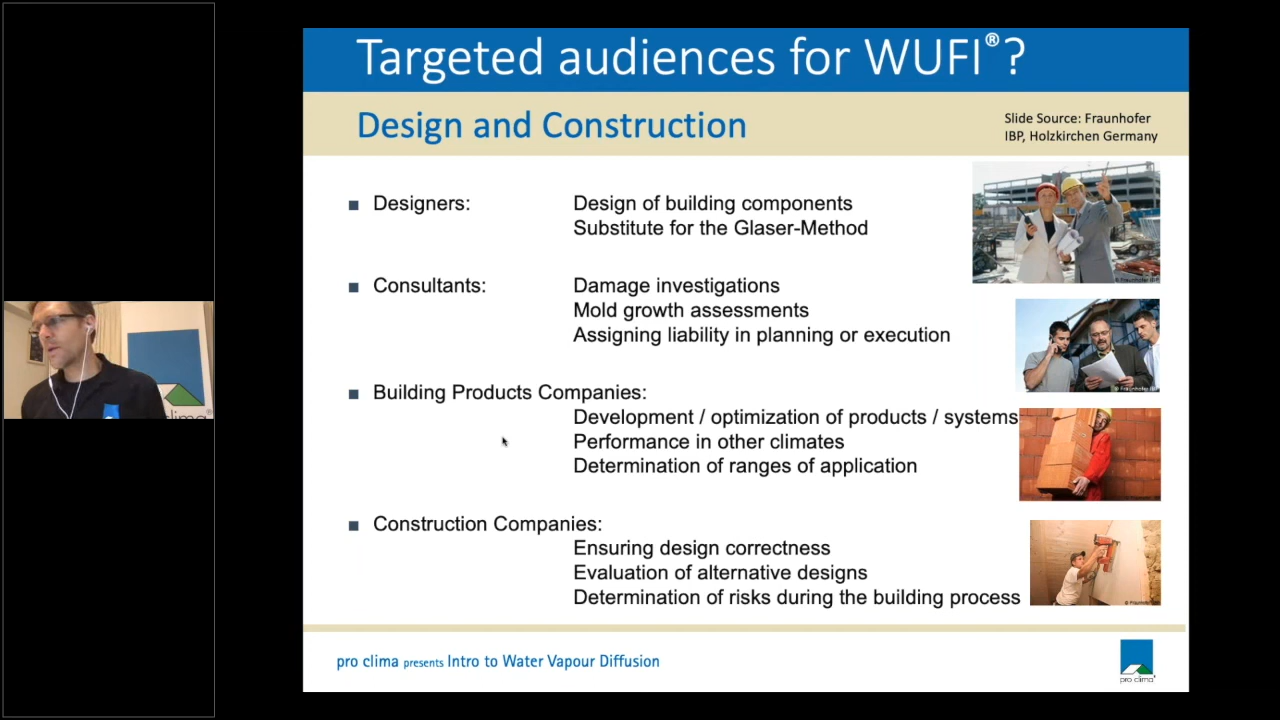 Targeted audiences for WUFI®?
Design and Construction
Slide Source: Fraunhofer
IBP, Holzkirchen Germany
Designers:
Design of building components
Substitute for the Glaser-Method
Consultants:
Damage investigations
Mold growth assessments
Assigning liability in planning or execution
Building Products Companies:
Development / optimization of products / systems
Performance in other climates
Determination of ranges of application
Construction Companies:
Ensuring design correctness
Evaluation of alternative designs
Determination of risks during the building process
pro clima presents Intro to Water Vapour Diffusion
pro clima